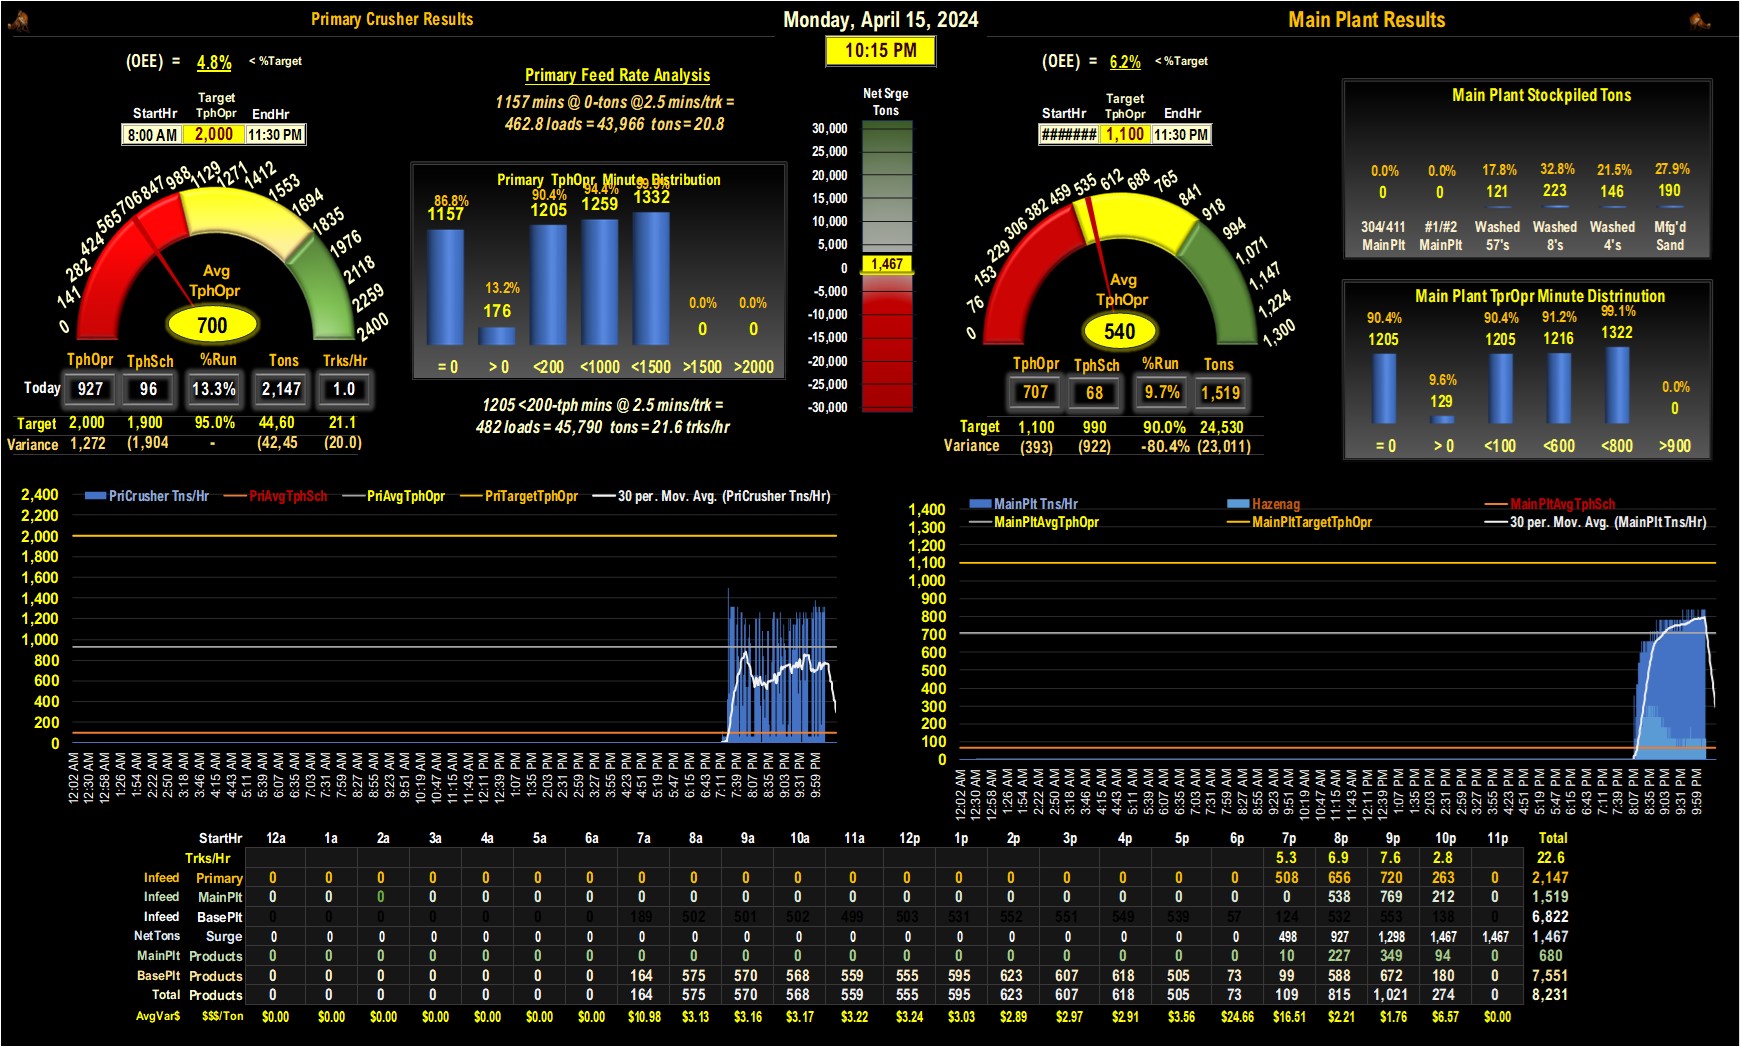 Primary Crusher Results
Monday, April 15, 2024
Main Plant Results
10:15 PM
(OEE) = 4.8% < %Target
Target
StartHr TphOpr EndHr
8:00 AM 2,000 11:30 PM
0 141 282 424 565 706 847 988 1129 1271 1412 1553 1694 1835 1976 2118 2259 2400
Avg
TphOpr
700
TphOpr TphSch %Run Tons Trks/Hr
Today 927 96 13.3% 2,147 1.0
Target 2,000 1,900 95.0% 44,60 21.1
Variance 1,272 (1,904 - (42,45 (20.0)
Primary Feed Rate Analysis
1157 mins @ 0-tons @2.5 mins/trk =
462.8 loads = 43,966 tons = 20.8
Primary TphOpr Minute Distribution
86.8% 13.2% 90.4% 94.4% 99.9% 0.0% 0.0%
1157 176 1205 1259 1332 0 0
= 0 > 0 <200 <1000 <1500 >1500 >2000
1205 <200-tph mins @ 2.5 mins/trk =
482 loads = 45,790 tons = 21.6 trks/hr
Net Srge
Tons
30,000
25,000
20,000
15,000
10,000
5,000
0
1,467
-5,000
-10,000
-15,000
-20,000
-25,000
-30,000
(OEE) = 6.2% < %Target
Target
StartHr TphOpr EndHr
####### 1,100 11:30 PM
0 76 153 229 306 382 459 535 612 688 765 841 918 994 1,071 1,147 1,224 1,300
Avg
TphOpr
540
TphOpr TphSch %Run Tons
707 68 9.7% 1,519
Target 1,100 990 90.0% 24,530
Variance (393) (922) -80.4% (23,011)
Main Plant Stockpiled Tons
0.0% 0.0% 17.8% 32.8% 21.5% 27.9%
0 0 121 223 146 190
304/411 #1/#2 Washed Washed Washed Mfg'd
MainPlt MainPlt 57's 8's 4's Sand
Main Plant TprOpr Minute Distrinution
90.4% 9.6% 90.4% 91.2% 99.1% 0.0%
1205 129 1205 1216 1322 0
= 0 > 0 <100 <600 <800 >900
PriCrusher Tns/Hr PriAvgTphSch PriAvgTphOpr PriTargetTphOpr 30 per. Mov. Avg. (PriCrusher Tns/Hr)
2,400
2,200
2,000
1,800
1,600
1,400
1,200
1,000
800
600
400
200
0
12:02 AM 12:30 AM 12:58 AM 1:26 AM 1:54 AM 2:22 AM 2:50 AM 3:18 AM 3:46 AM 4:15 AM 4:43 AM 5:11 AM 5:39 AM 6:07 AM 6:35 AM 7:03 AM 7:31 AM 7:59 AM 8:27 AM 8:55 AM 9:23 AM 9:51 AM 10:19 AM 10:47 AM 11:15 AM 11:43 AM 12:11 PM 12:39 PM 1:07 PM 1:35 PM 2:03 PM 2:31 PM 2:59 PM 3:27 PM 3:55 PM 4:23 PM 4:51 PM 5:19 PM 5:47 PM 6:15 PM 6:43 PM 7:11 PM 7:39 PM 8:07 PM 8:35 PM 9:03 PM 9:31 PM 9:59 PM
MainPlt Tns/Hr Hazenag MainPltAvgTphSch
MainPltAvgTphOpr MainPltTargetTphOpr 30 per. Mov. Avg. (MainPlt Tns/Hr)
1,400
1,300
1,200
1,100
1,000
900
800
700
600
500
400
300
200
100
0
12:02 AM 12:30 AM 12:58 AM 1:26 AM 1:54 AM 2:22 AM 2:50 AM 3:18 AM 3:46 AM 4:15 AM 4:43 AM 5:11 AM 5:39 AM 6:07 AM 6:35 AM 7:03 AM 7:31 AM 7:59 AM 8:27 AM 8:55 AM 9:23 AM 9:51 AM 10:19 AM 10:47 AM 11:15 AM 11:43 AM 12:11 PM 12:39 PM 1:07 PM 1:35 PM 2:03 PM 2:31 PM 2:59 PM 3:27 PM 3:55 PM 4:23 PM 4:51 PM 5:19 PM 5:47 PM 6:15 PM 6:43 PM 7:11 PM 7:39 PM 8:07 PM 8:35 PM 9:03 PM 9:31 PM 9:59 PM
StartHr 12a 1a 2a 3a 4a 5a 6a 7a 8a 9a 10a 11a 12p 1p 2p 3p 4p 5p 6p 7p 8p 9p 10p 11p Total
Trks/Hr 5.3 6.9 7.6 2.8 22.6
Infeed Primary 0 0 0 0 0 0 0 0 0 0 0 0 0 0 0 0 0 0 0 508 656 720 263 0 2,147
Infeed MainPlt 0 0 0 0 0 0 0 0 0 0 0 0 0 0 0 0 0 0 0 0 538 769 212 0 1,519
Infeed BasePlt 189 502 501 502 499 503 531 552 551 549 539 57 124 532 553 138 0 6,822
NetTons Surge 0 0 0 0 0 0 0 0 0 0 0 0 0 0 0 0 0 0 0 498 927 1,298 1,467 1,467 1,467
MainPlt Products 0 0 0 0 0 0 0 0 0 0 0 0 0 0 0 0 0 0 0 10 227 349 94 0 680
BasePlt Products 0 0 0 0 0 0 0 164 575 570 568 559 555 595 623 607 618 505 73 99 588 672 180 0 7,551
Total Products 0 0 0 0 0 0 0 164 575 570 568 559 555 595 623 607 618 505 73 109 815 1,021 274 0 8,231
AvgVar$ $$$/Ton $0.00 $0.00 $0.00 $0.00 $0.00 $0.00 $0.00 $10.98 $3.13 $3.16 $3.17 $3.22 $3.24 $3.03 $2.89 $2.97 $2.91 $3.56 $24.66 $16.51 $2.21 $1.76 $6.57 $0.00